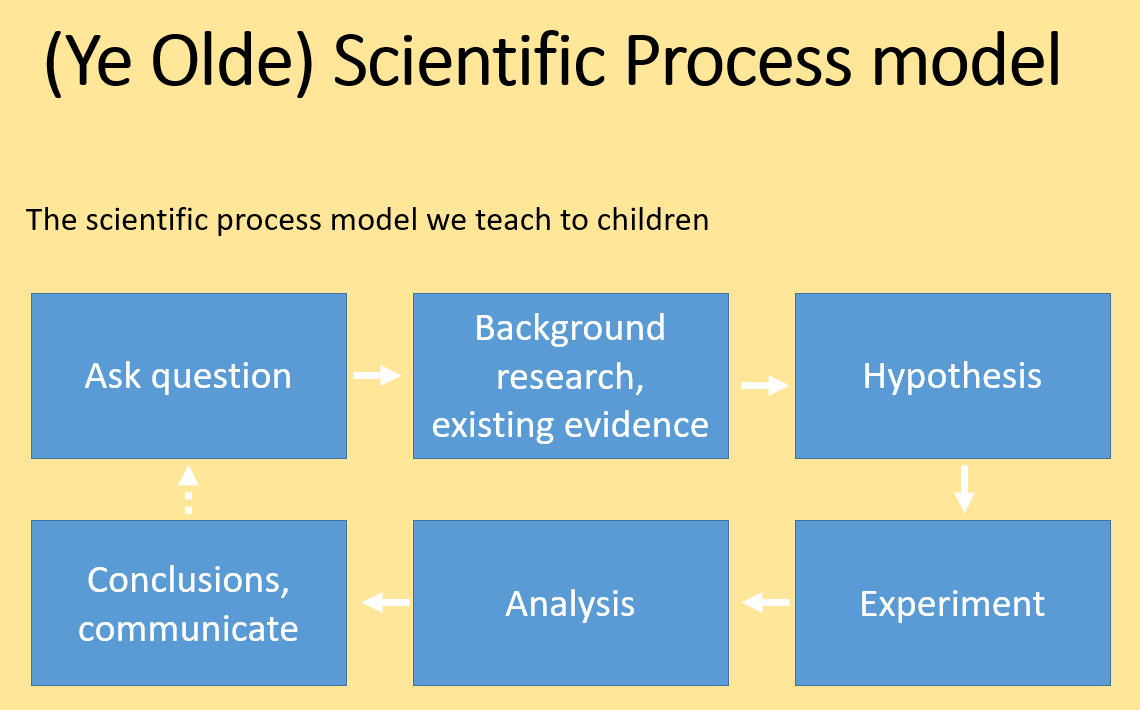 (Ye Olde) Scientific Process model
The scientific process model we teach to children
Ask question
Background
research,
existing evidence
Hypothesis
Experiment
Analysis
Conclusions,
communicate